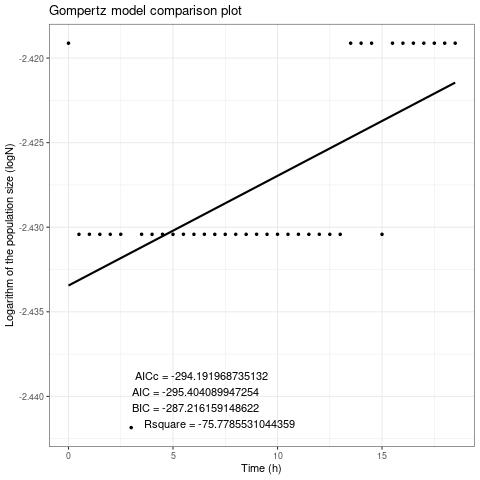 Gompertz model comparison plot
Logarithm of the population size (logN)
-2.420
-2.425
-2.430
-2.435
-2.440
AICc = -294.191968735132
AIC = -295.404089947254
BIC = -287.216159148622
Rsquare = -75.7785531044359
0 5 10 15
Time (h)